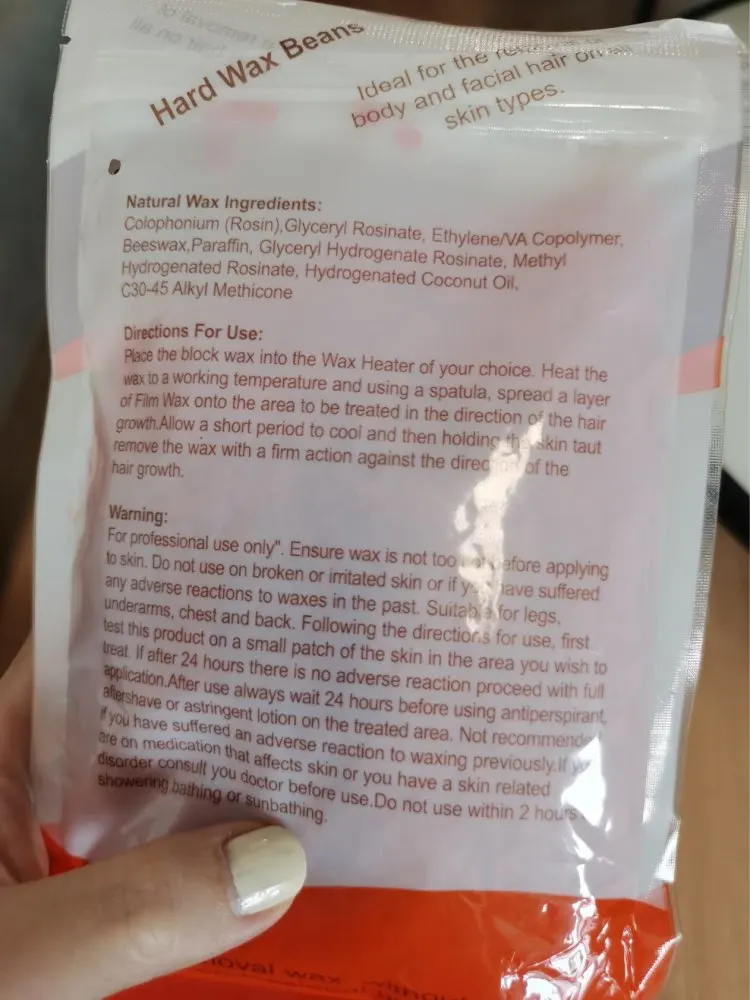 Hard Wax Beans
Ideal for the
body and facial hair on all
skin types.
Natural Wax Ingredients:
Colophonium (Rosin),Glyceryl Rosinate, Ethylene/VA Copolymer,
Beeswax,Paraffin, Glyceryl Hydrogenate Rosinate, Methyl
Hydrogenated Rosinate, Hydrogenated Coconut Oil,
C30-45 Alkyl Methicone
Directions For Use:
Place the block wax into the Wax Heater of your choice. Heat the
wax to a working temperature and using a spatula, spread a layer
of Film Wax onto the area to be treated in the direction of the hair
growth.Allow a short period to cool and then holding the skin taut
remove the wax with a firm action against the direction of the
hair growth.
Warning:
For professional use only". Ensure wax is not too before applying
to skin. Do not use on broken or irritated skin or if you have suffered
any adverse reactions to waxes in the past. Suitable for legs,
underarms, chest and back. Following the directions for use, first
test this product on a small patch of the skin in the area you wish to
treat. If after 24 hours there is no adverse reaction proceed with full
application.After use always wait 24 hours before using antiperspirant,
aftershave or astringent lotion on the treated area. Not recommended
if you have suffered an adverse reaction to waxing previously.If you
are on medication that affects skin or you have a skin related
disorder consult you doctor before use.Do not use within 2 hours
showering,bathing or sunbathing.